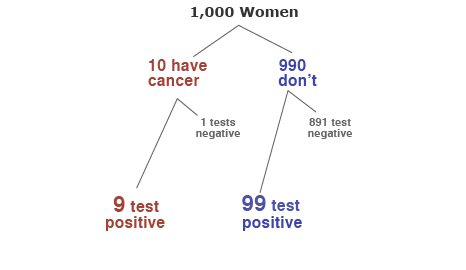 1,000 Women
10 have
cancer
990
don't
1 tests
negative
891 test
negative
9 test
positive
99 test
positive